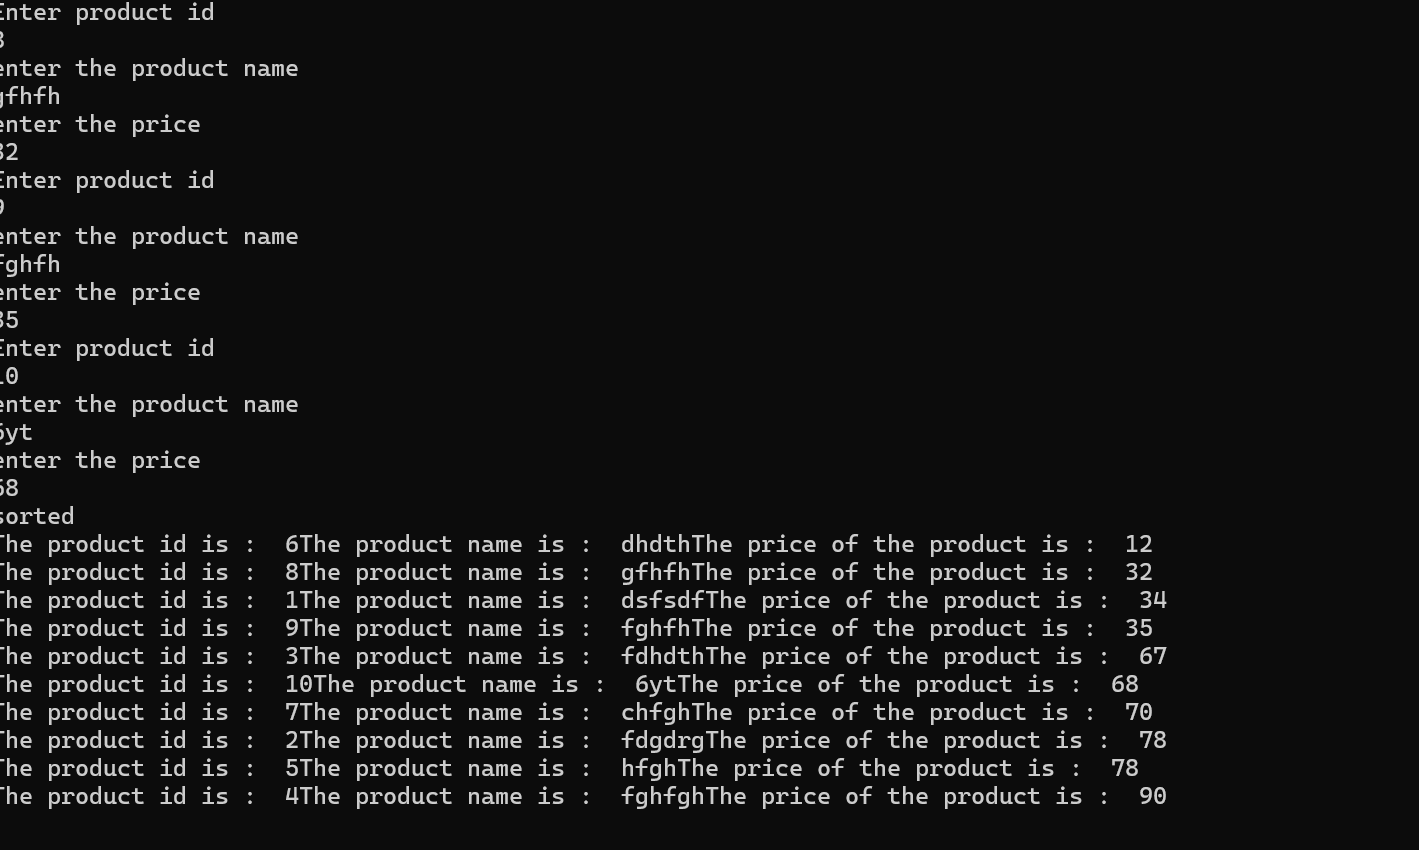 Enter product id
8
enter the product name
gfhfh
enter the price
32
Enter product id
9
enter the product name
fghfh
enter the price
35
Enter product id
10
enter the product name
6yt
enter the price
68
sorted
The product id is :  6The product name is :  dhdthThe price of the product is :  12
The product id is :  8The product name is :  gfhfhThe price of the product is :  32
The product id is :  1The product name is :  dsfsdfThe price of the product is :  34
The product id is :  9The product name is :  fghfhThe price of the product is :  35
The product id is :  3The product name is :  fdhdthThe price of the product is :  67
The product id is :  10The product name is :  6ytThe price of the product is :  68
The product id is :  7The product name is :  chfghThe price of the product is :  70
The product id is :  2The product name is :  fdgdrgThe price of the product is :  78
The product id is :  5The product name is :  hfghThe price of the product is :  78
The product id is :  4The product name is :  fghfghThe price of the product is :  90